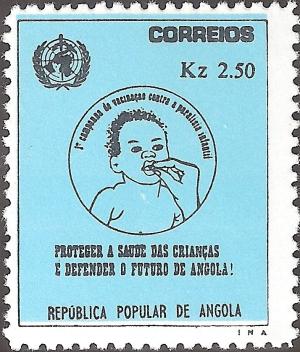 CORREIOS
Kz 2.50
1ª campanha de vacinação contra a paralisia infantil
PROTEGER A SAUDE DAS CRIANÇAS
E DEFENDER O FUTURO DE ANGOLA!
REPÚBLICA POPULAR DE ANGOLA
INA